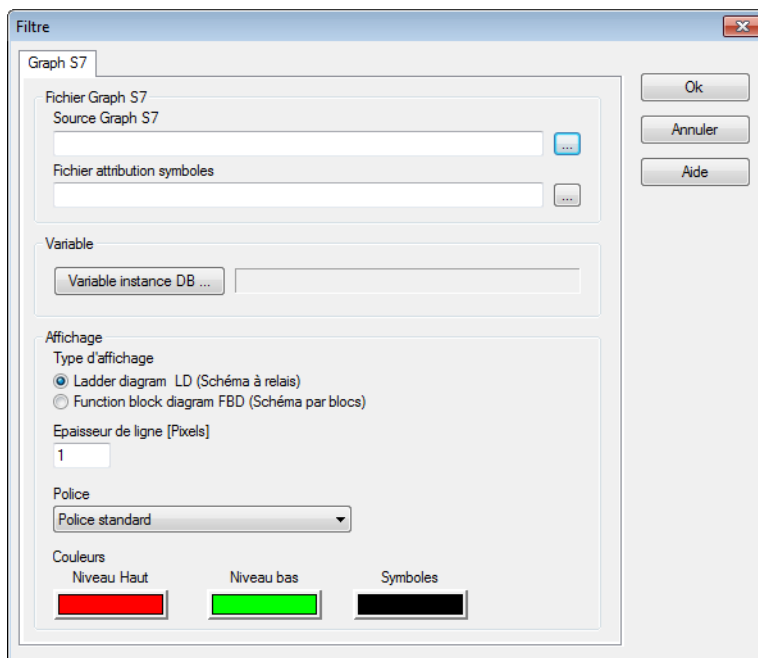 Filtre
Graph S7
Fichier Graph S7
Source Graph S7
...
Fichier attribution symboles
...
Variable
Variable instance DB ...
Affichage
Type d'affichage
Ladder diagram LD (Schéma à relais)
Function block diagram FBD (Schéma par blocs)
Epaisseur de ligne [Pixels]
1
Police
Police standard
Couleurs
Niveau Haut Niveau bas Symboles
Ok
Annuler
Aide